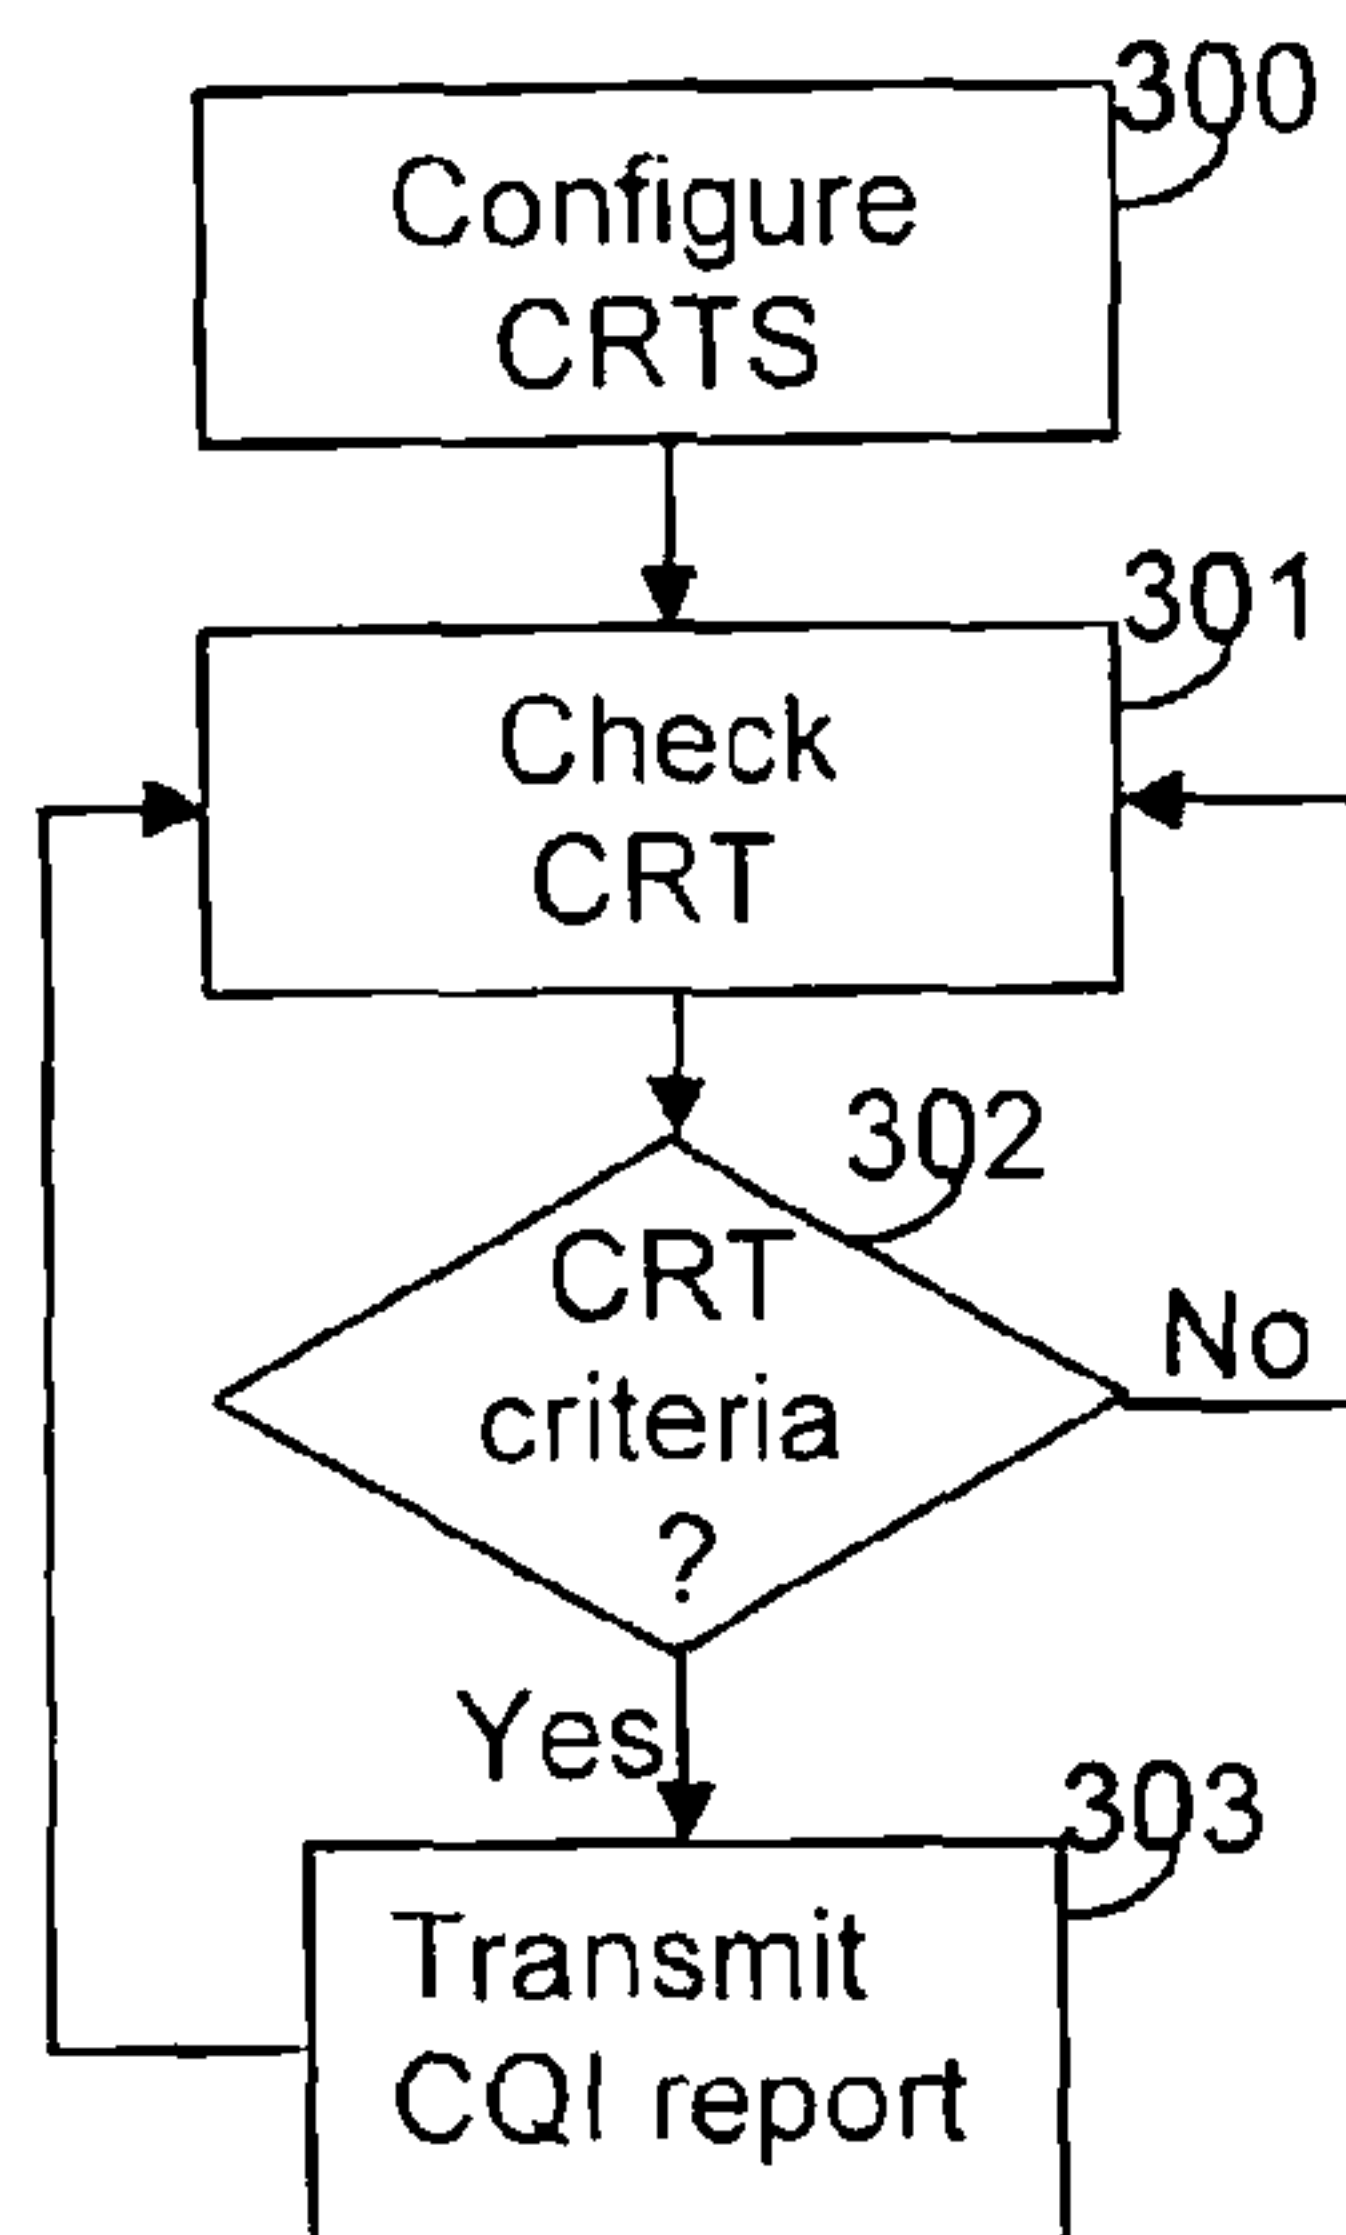 300
Configure
CRTS
301
Check
CRT
302
CRT
criteria
?
No
Yes
303
Transmit
CQI report